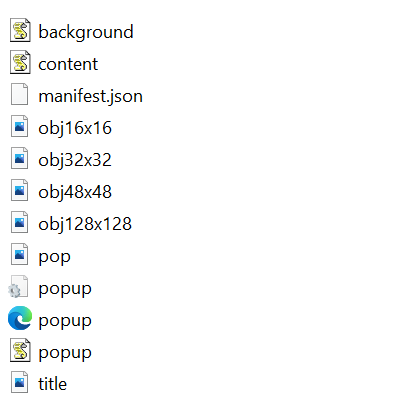 background
content
manifest.json
obj16x16
obj32x32
obj48x48
obj128x128
pop
popup
popup
popup
title